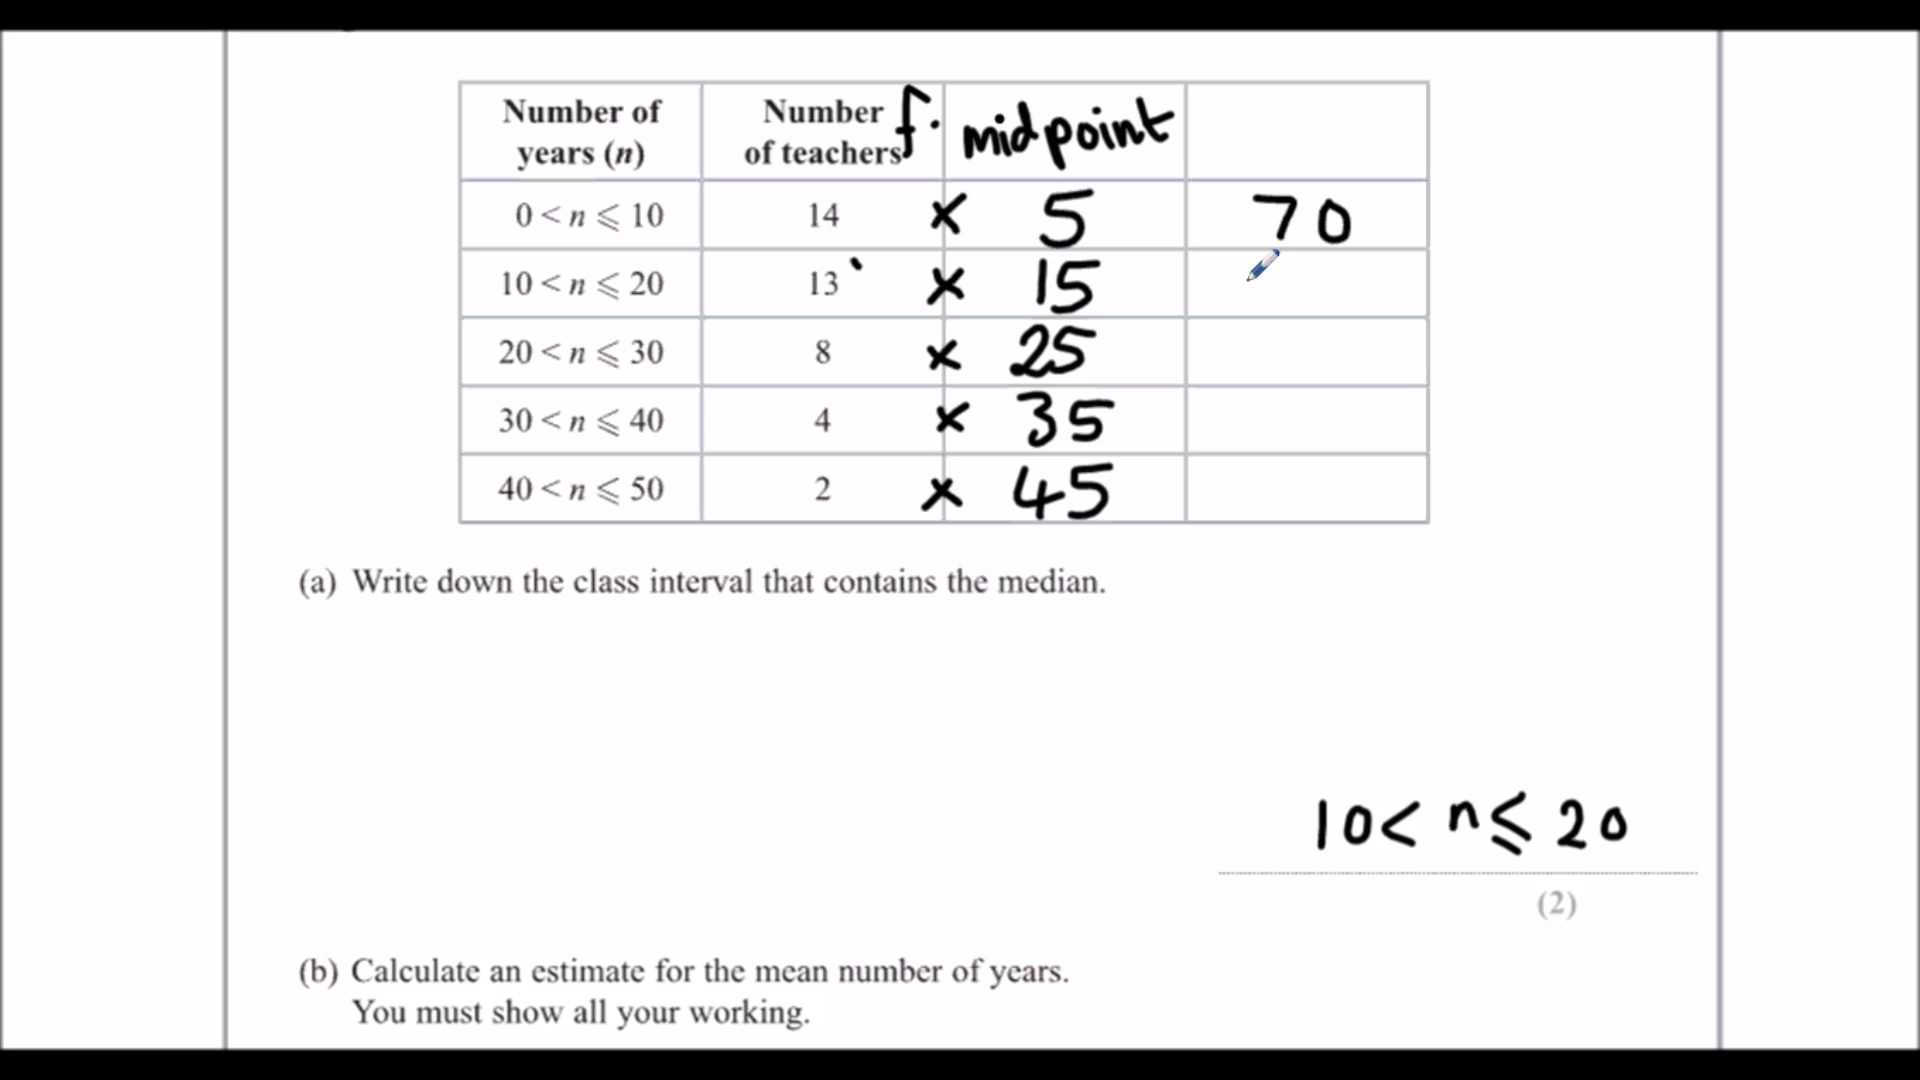 Number of years (n)
Number of teachers
f.
midpoint
0 < n ⩽ 10 14 × 5 70
10 < n ⩽ 20 13 × 15
20 < n ⩽ 30 8 × 25
30 < n ⩽ 40 4 × 35
40 < n ⩽ 50 2 × 45
(a) Write down the class interval that contains the median.
10 < n ⩽ 20
(2)
(b) Calculate an estimate for the mean number of years.
You must show all your working.